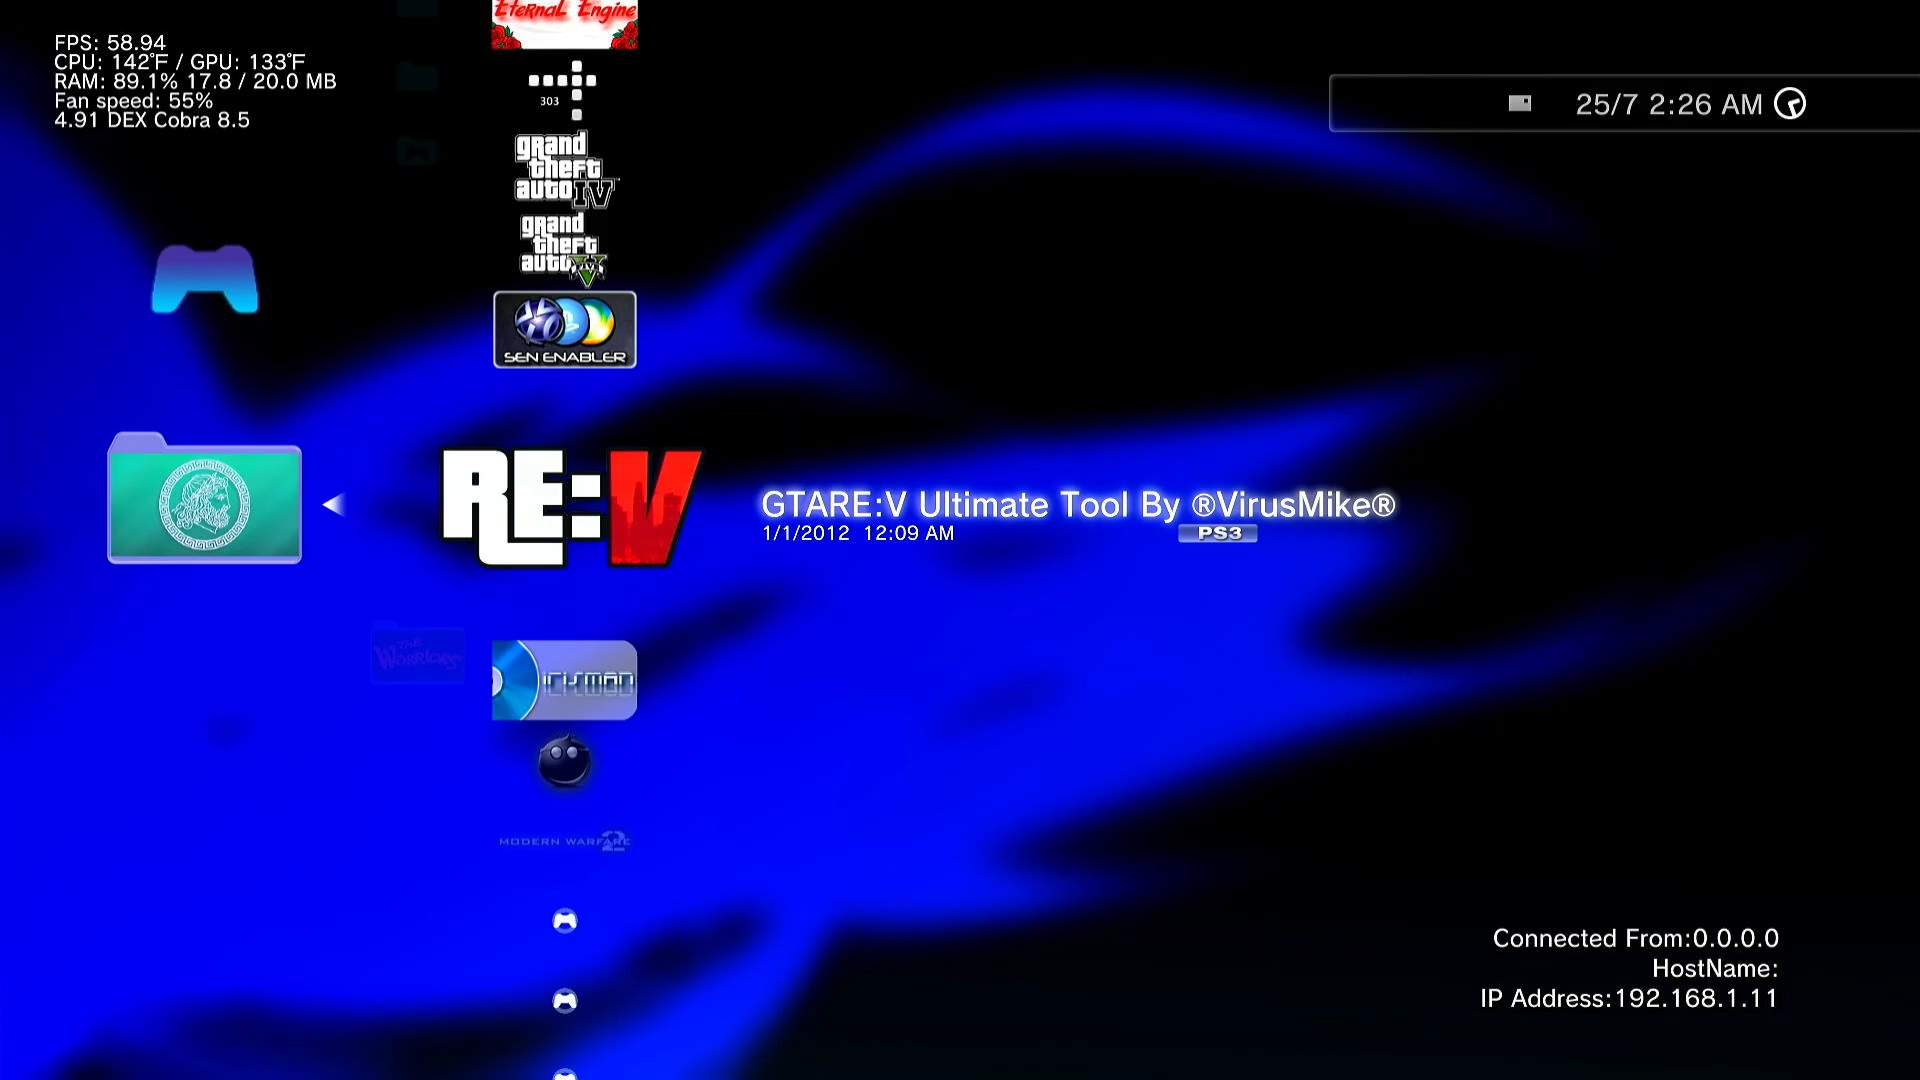 FPS: 58.94
CPU: 142°F / GPU: 133°F
RAM: 89.1% 17.8 / 20.0 MB
Fan speed: 55%
4.91 DEX Cobra 8.5
Eternal Engine
303
grand
theft
auto IV
grand
theft
auto V
SEN ENABLER
25/7 2:26 AM
RE:V
GTARE:V Ultimate Tool By ®VirusMike®
1/1/2012 12:09 AM
PS3
THE
WARRIORS
MODERN WARFARE 2
Connected From:0.0.0.0
HostName:
IP Address:192.168.1.11